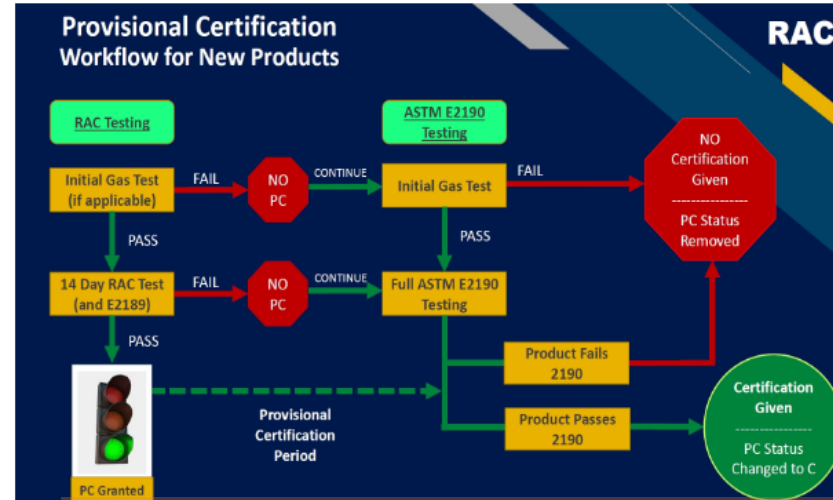 Provisional Certification
Workflow for New Products
RAC
RAC Testing
ASTM E2190
Testing
Initial Gas Test
(if applicable)
FAIL
NO
PC
CONTINUE
Initial Gas Test
FAIL
NO
Certification
Given
-----------------
PC Status
Removed
PASS
PASS
14 Day RAC Test
(and E2189)
FAIL
NO
PC
CONTINUE
Full ASTM E2190
Testing
PASS
Product Fails
2190
Provisional
Certification
Period
Product Passes
2190
Certification
Given
----------------
PC Status
Changed to C
PC Granted